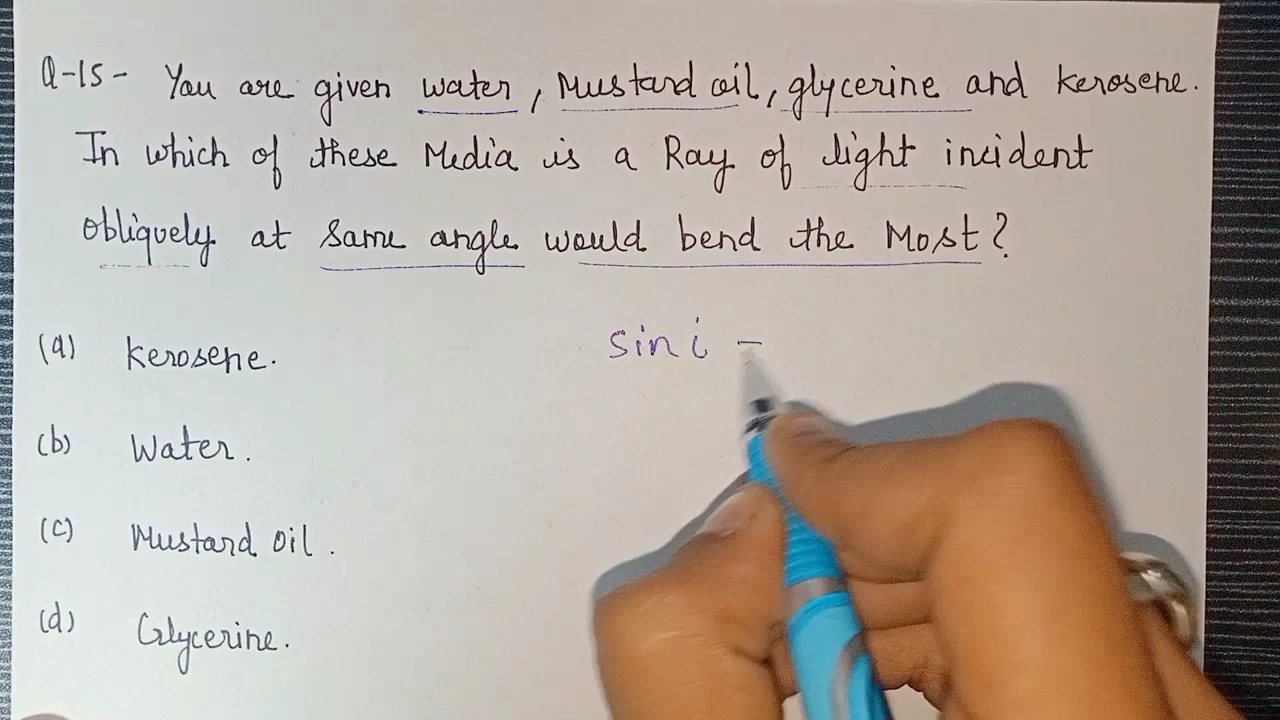 Q-15- You are given water, Mustard oil, glycerine and kerosene.
In which of these Media is a Ray of light incident
obliquely at same angle would bend the Most?
(a) Kerosene.
sin i -
(b) Water.
(c) Mustard oil.
(d) Glycerine.